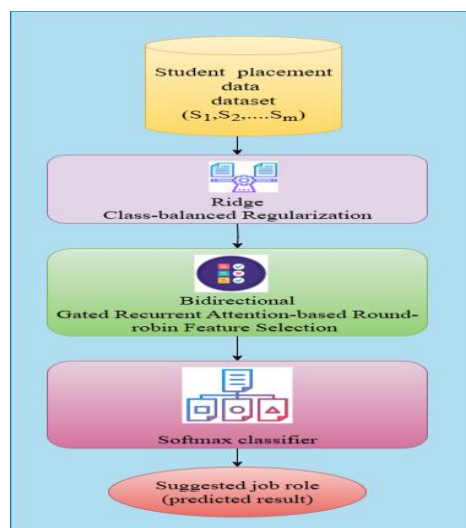 Student placement
data
dataset
(S₁,S₂,....Sₘ)
Ridge
Class-balanced Regularization
Bidirectional
Gated Recurrent Attention-based Round-
robin Feature Selection
Softmax classifier
Suggested job role
(predicted result)